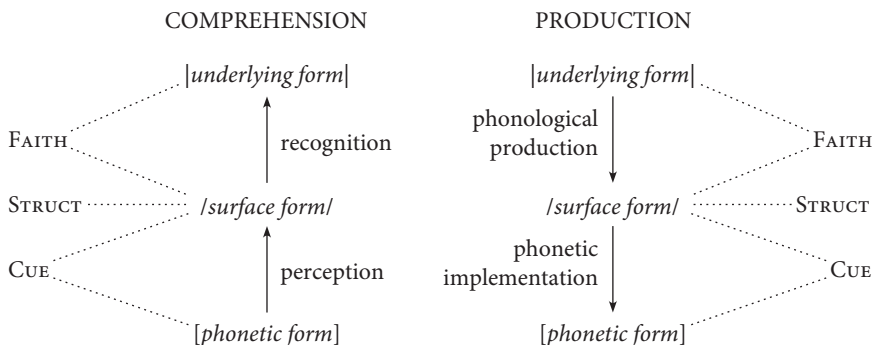 COMPREHENSION PRODUCTION
|underlying form| |underlying form|
phonological
production
FAITH recognition FAITH
STRUCT /surface form/ /surface form/ STRUCT
phonetic
implementation
CUE perception CUE
[phonetic form] [phonetic form]